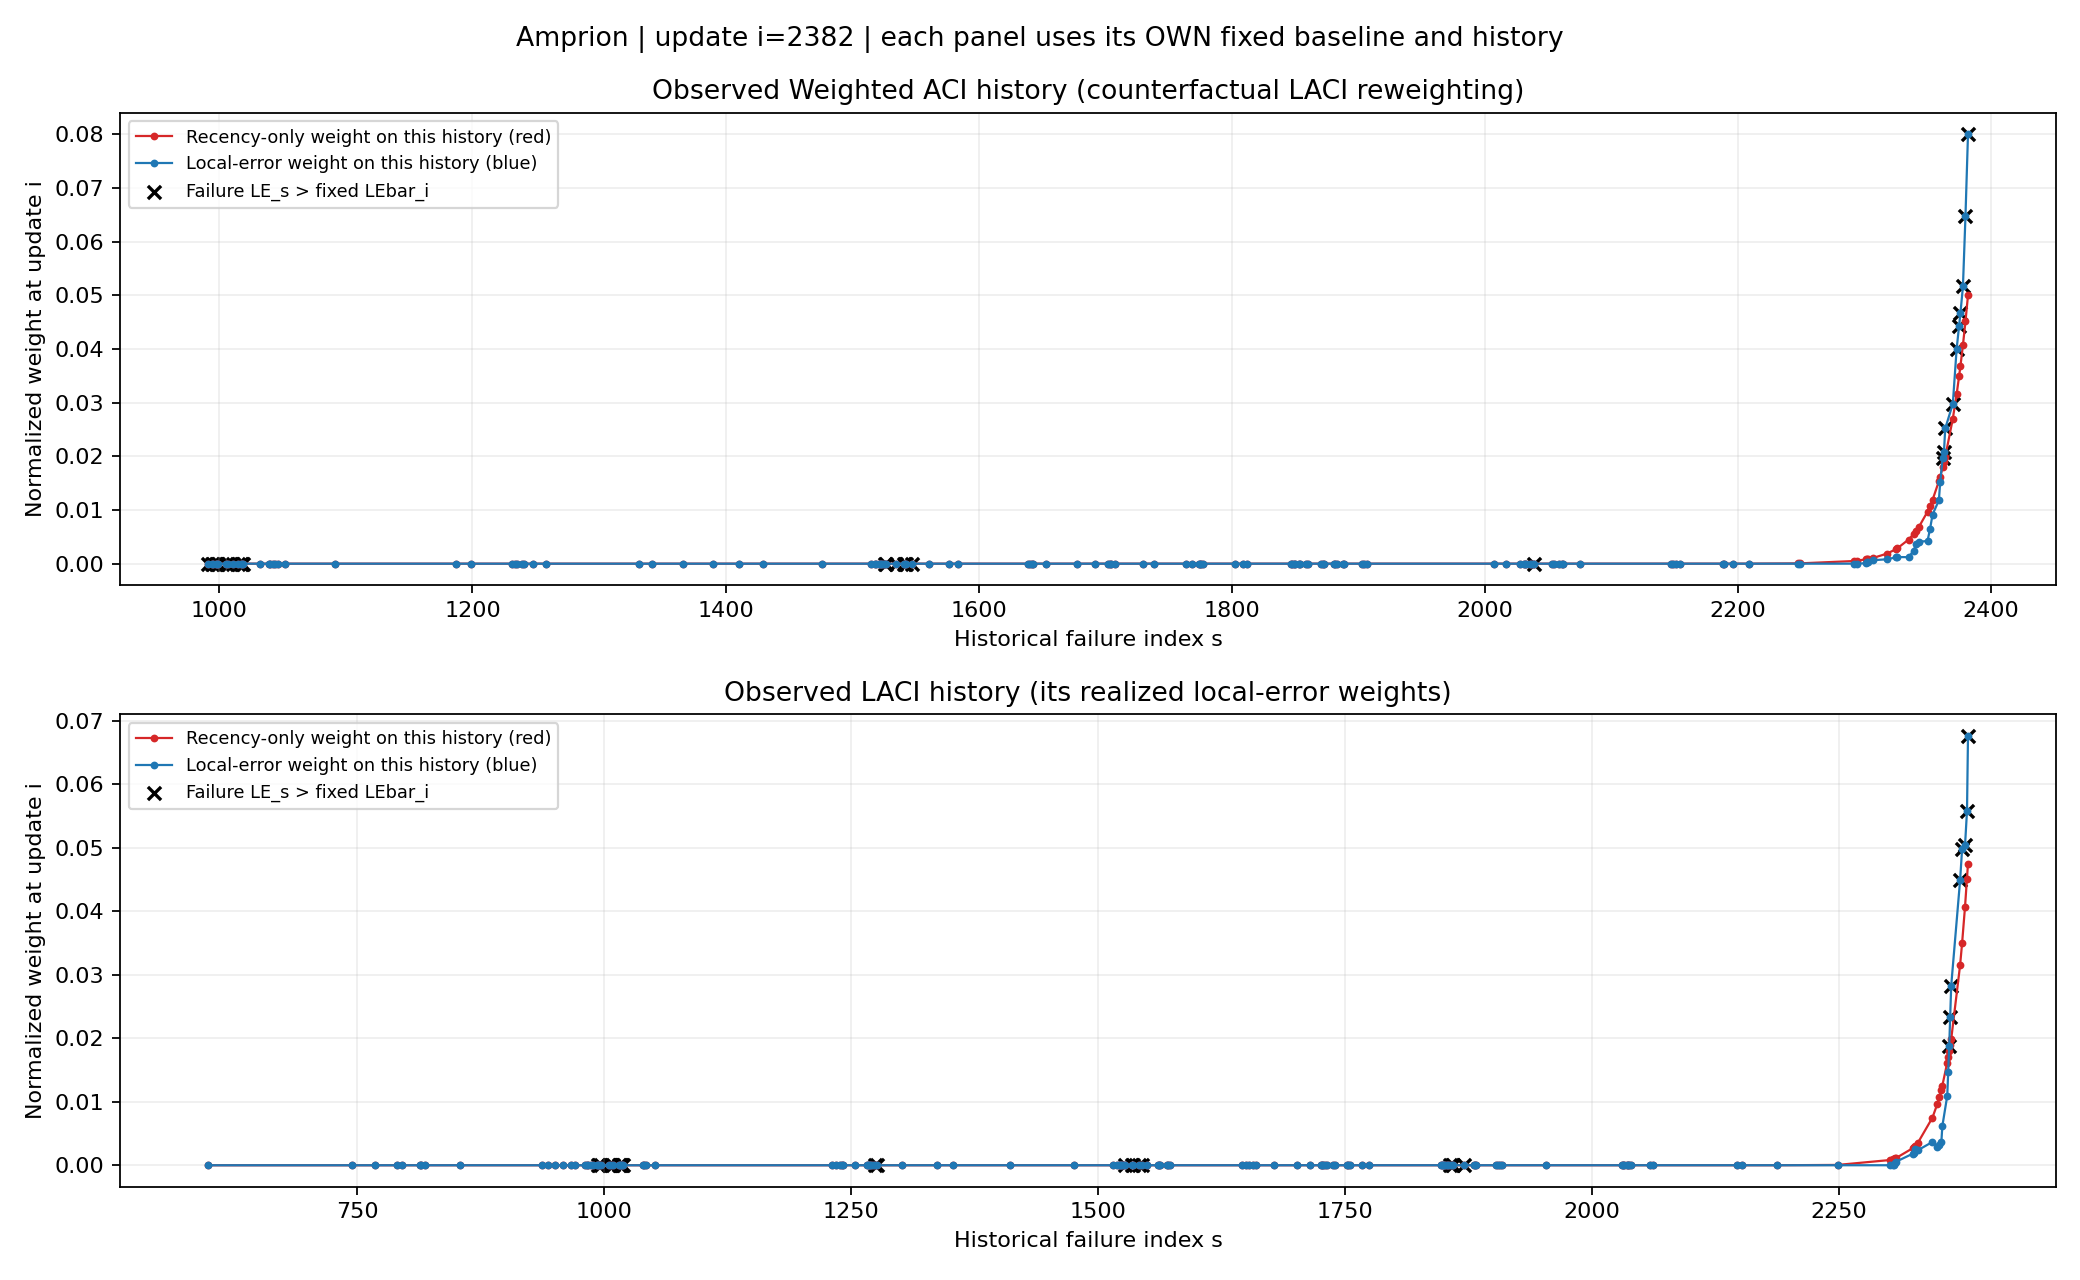 Amprion | update i=2382 | each panel uses its OWN fixed baseline and history
Observed Weighted ACI history (counterfactual LACI reweighting)
Recency-only weight on this history (red)
Local-error weight on this history (blue)
Failure LE_s > fixed LEbar_i
Normalized weight at update i
0.08
0.07
0.06
0.05
0.04
0.03
0.02
0.01
0.00
1000 1200 1400 1600 1800 2000 2200 2400
Historical failure index s
Observed LACI history (its realized local-error weights)
Recency-only weight on this history (red)
Local-error weight on this history (blue)
Failure LE_s > fixed LEbar_i
Normalized weight at update i
0.07
0.06
0.05
0.04
0.03
0.02
0.01
0.00
750 1000 1250 1500 1750 2000 2250
Historical failure index s